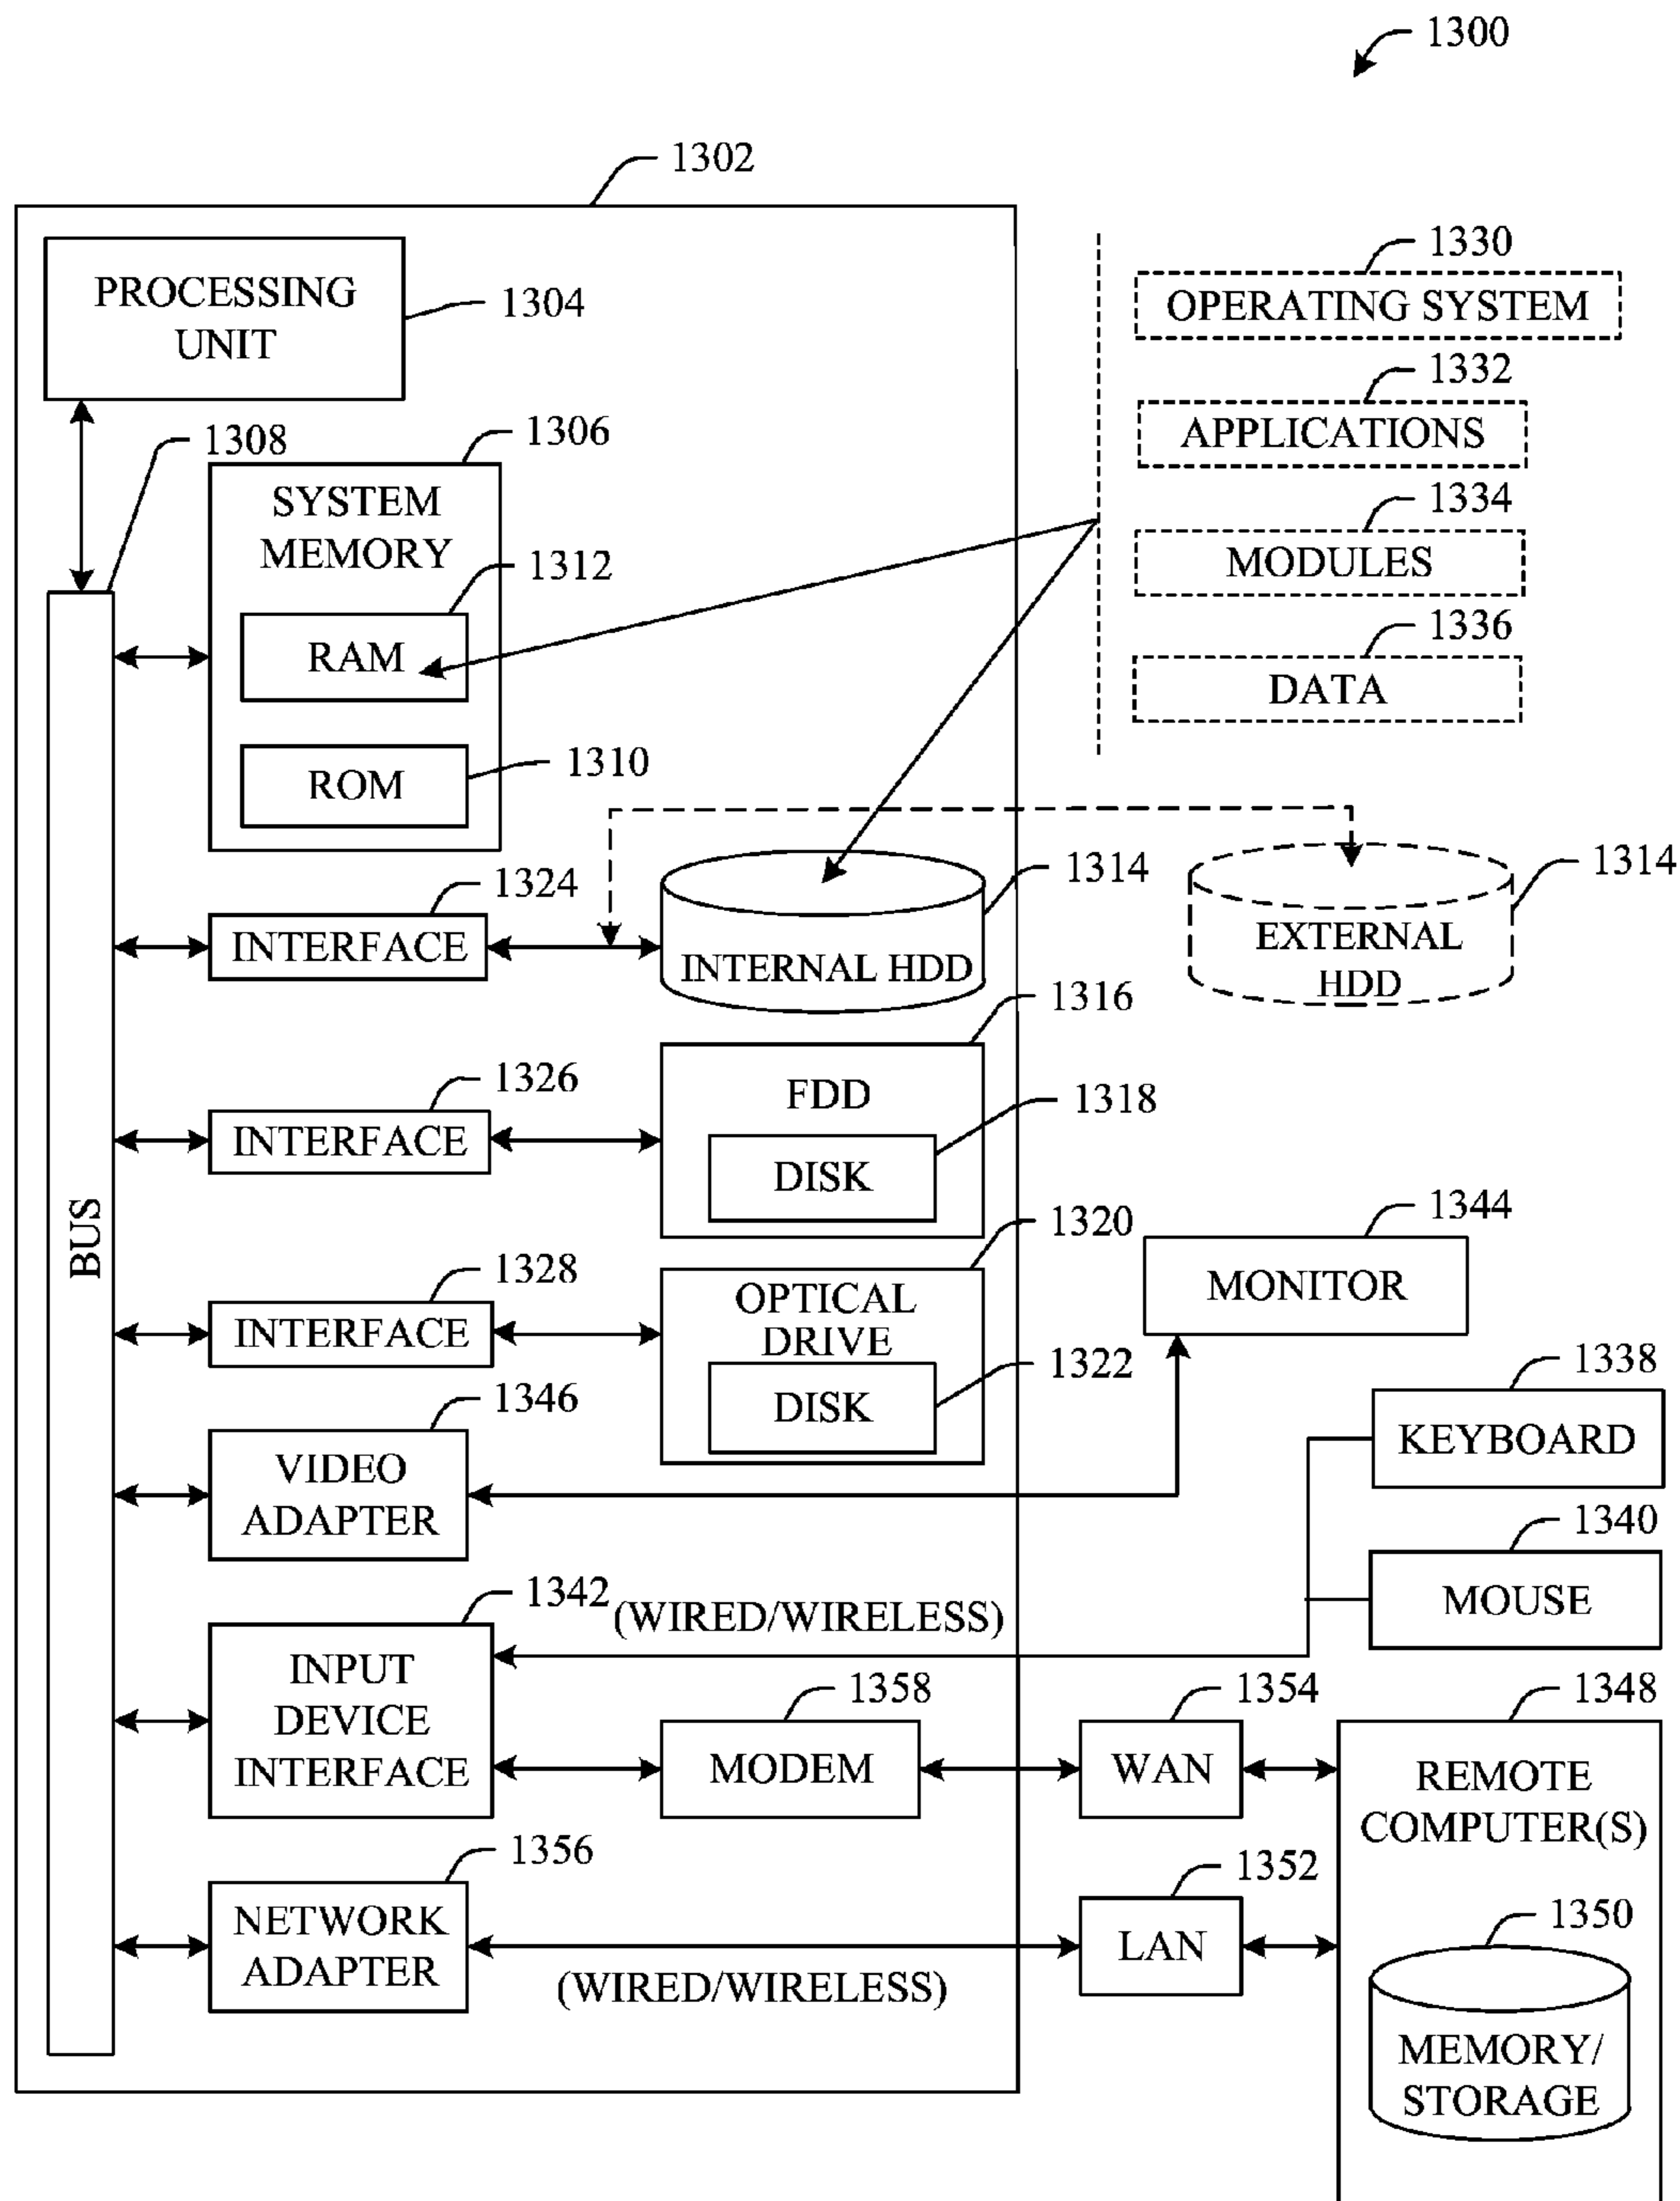 1300
1302
PROCESSING
UNIT
1304
1308
1306
SYSTEM
MEMORY
1312
RAM
ROM
1310
1330
OPERATING SYSTEM
1332
APPLICATIONS
1334
MODULES
1336
DATA
1324
INTERFACE
1314
INTERNAL HDD
1314
EXTERNAL
HDD
1326
INTERFACE
1316
FDD
1318
DISK
BUS
1328
INTERFACE
1320
OPTICAL
DRIVE
1322
DISK
1344
MONITOR
1346
VIDEO
ADAPTER
1338
KEYBOARD
1340
MOUSE
1342
(WIRED/WIRELESS)
INPUT
DEVICE
INTERFACE
1358
MODEM
1354
WAN
1348
REMOTE
COMPUTER(S)
1356
NETWORK
ADAPTER
(WIRED/WIRELESS)
1352
LAN
1350
MEMORY/
STORAGE